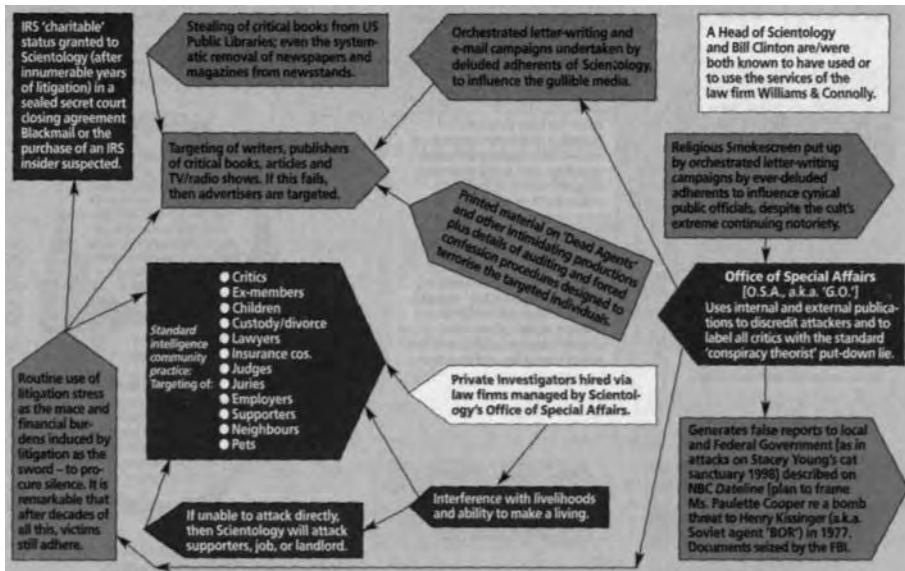 IRS 'charitable'
status granted to
Scientology (after
innumerable years
of litigation) in a
sealed secret court
closing agreement
Blackmail or the
purchase of an IRS
insider suspected.
Stealing of critical books from US
Public Libraries; even the system-
atic removal of newspapers and
magazines from newsstands.
Orchestrated letter-writing and
e-mail campaigns undertaken by
deluded adherents of Scientology,
to influence the gullible media.
A Head of Scientology
and Bill Clinton are/were
both known to have used or
to use the services of the
law firm Williams & Connolly.
Targeting of writers, publishers
of critical books, articles and
TV/radio shows. If this fails,
then advertisers are targeted.
Religious Smokescreen put up
by orchestrated letter-writing
campaigns by ever-deluded
adherents to influence cynical
public officials, despite the cult's
extreme continuing notoriety.
Printed material on 'Dead Agents'
and other intimidating productions
plus details of auditing and forced
confession procedures designed to
terrorise the targeted individuals.
Office of Special Affairs
[O.S.A., a.k.a. 'G.O.']
Uses internal and external publica-
tions to discredit attackers and to
label all critics with the standard
'conspiracy theorist' put-down lie.
Standard
intelligence
community
practice:
Targeting of:
Critics
Ex-members
Children
Custody/divorce
Lawyers
Insurance cos.
Judges
Juries
Employers
Supporters
Neighbours
Pets
Routine use of
litigation stress
as the mace and
financial bur-
dens induced by
litigation as the
sword – to pro-
cure silence. It is
remarkable that
after decades of
all this, victims
still adhere.
Private Investigators hired via
law firms managed by Scientol-
ogy's Office of Special Affairs.
Generates false reports to local
and Federal Government [as in
attacks on Stacey Young's cat
sanctuary 1998] described on
NBC Dateline [plan to frame
Ms. Paulette Cooper re a bomb
threat to Henry Kissinger (a.k.a.
Soviet agent 'BOR') in 1977.
Documents seized by the FBI.
Interference with livelihoods
and ability to make a living.
If unable to attack directly,
then Scientology will attack
supporters, job, or landlord.